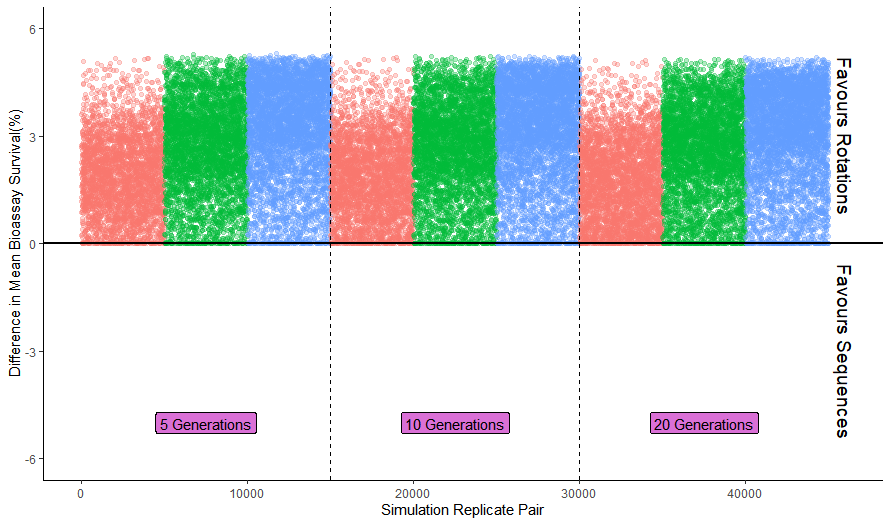 Difference in Mean Bioassay Survival(%)
6
3
0
-3
-6
Favours Rotations
Favours Sequences
5 Generations
10 Generations
20 Generations
0
10000
20000
30000
40000
Simulation Replicate Pair